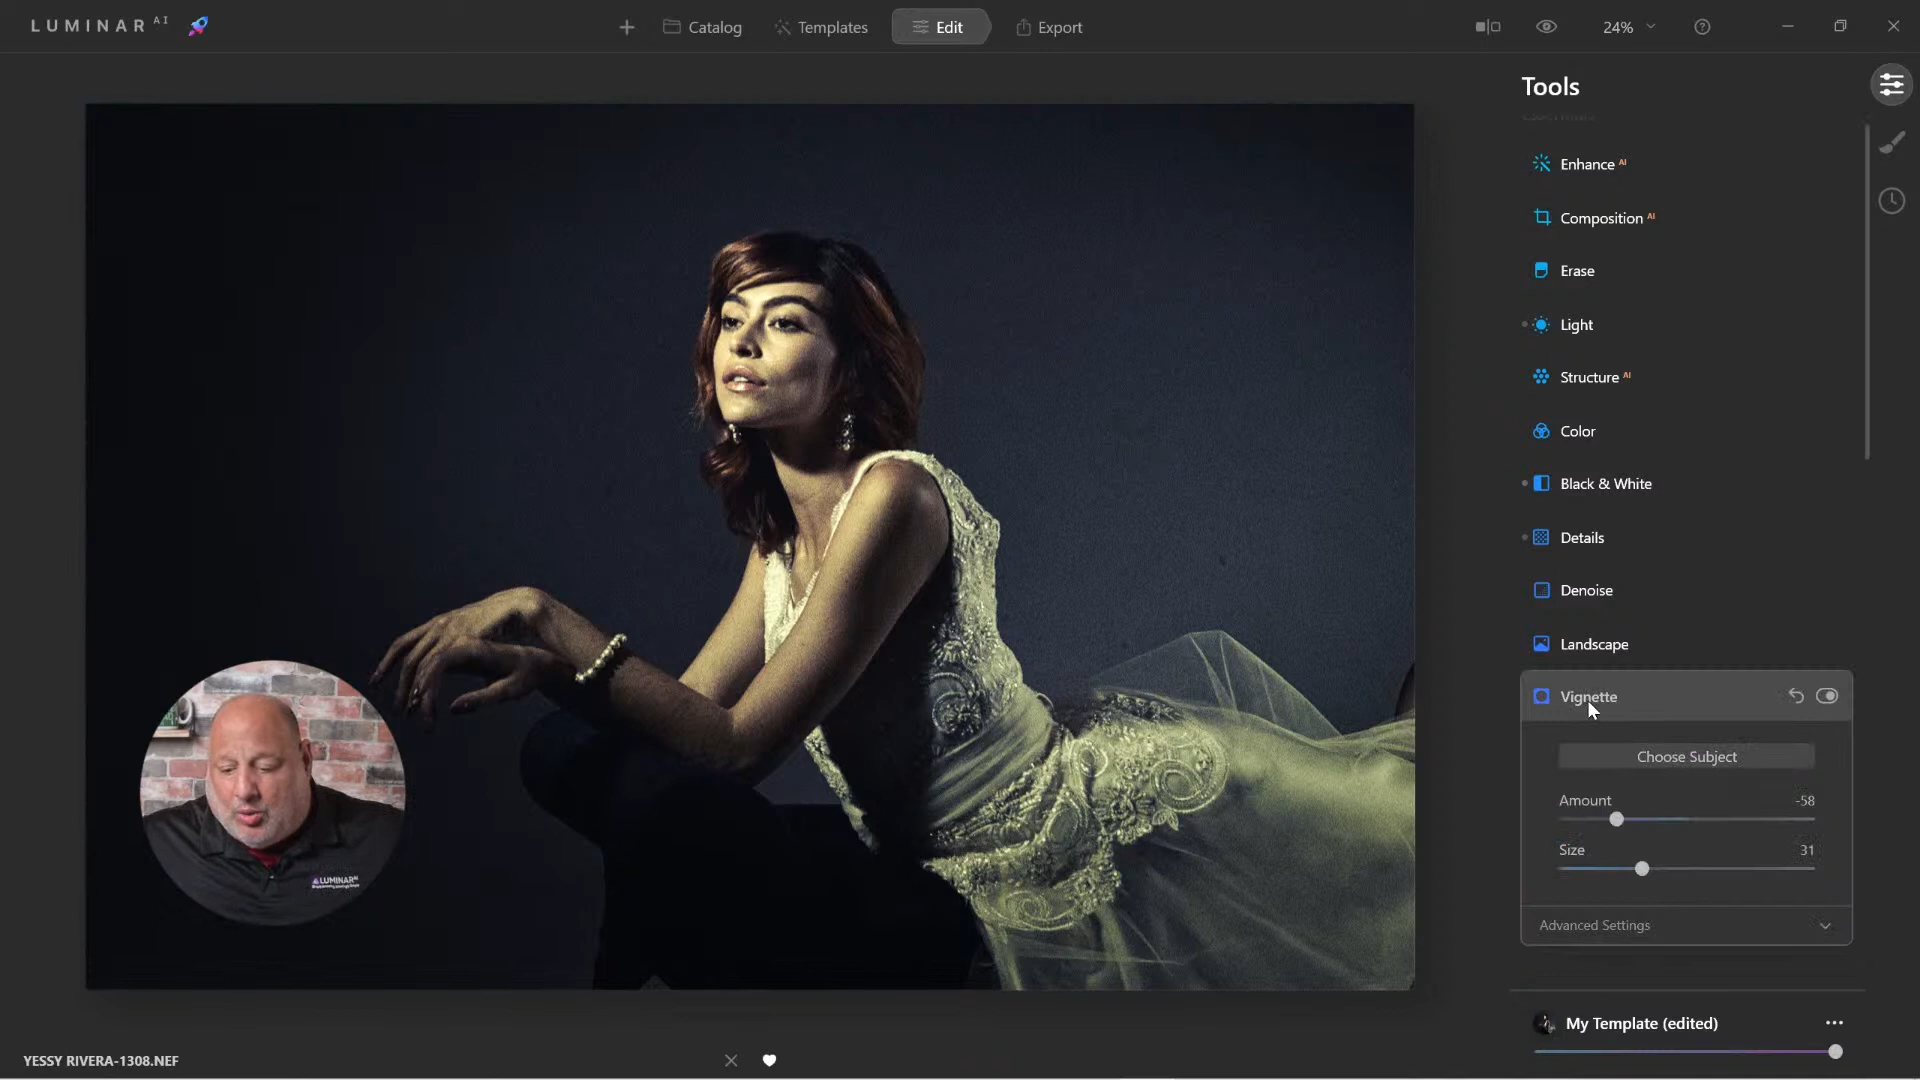 LUMINAR AI
Catalog
Templates
Edit
Export
24%
Tools
Enhance AI
Composition AI
Erase
Light
Structure AI
Color
Black & White
Details
Denoise
Landscape
Vignette
Choose Subject
Amount -58
Size 31
Advanced Settings
My Template (edited)
YESSY RIVERA-1308.NEF
LUMINAR AI